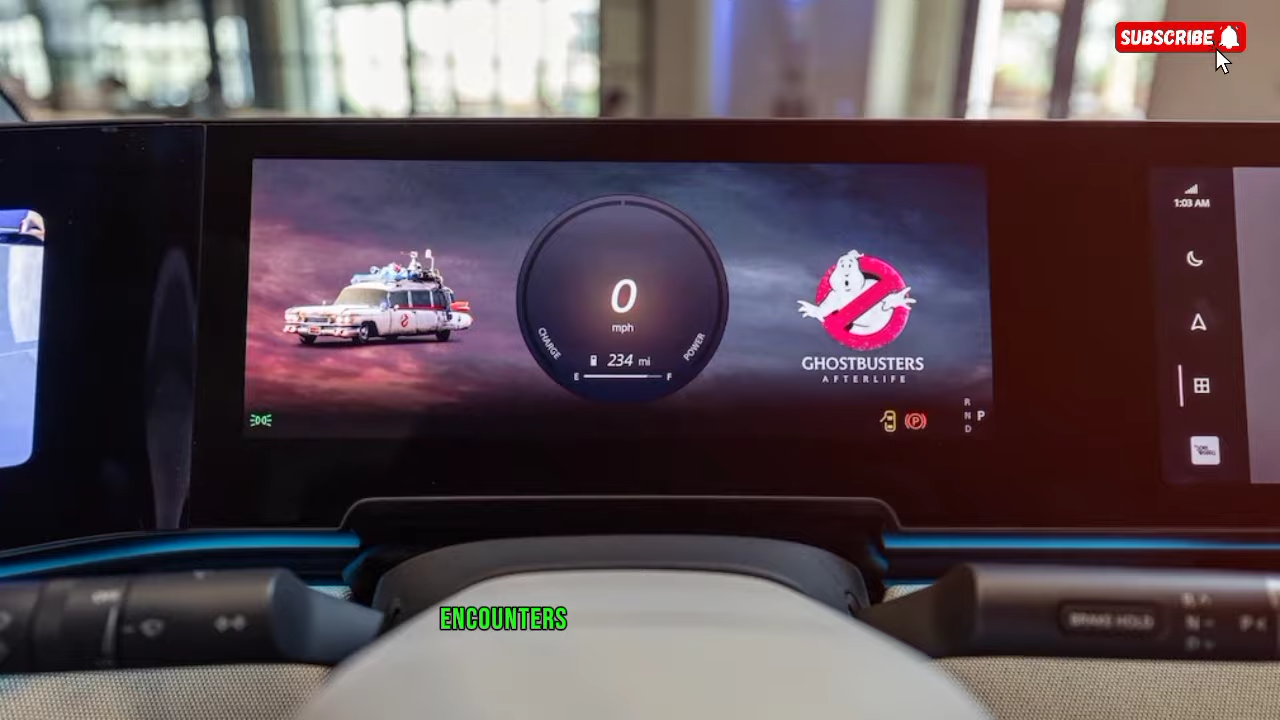 SUBSCRIBE
1:03 AM
0
mph
CHARGE
POWER
234 mi
E F
GHOSTBUSTERS
AFTERLIFE
R
N P
D
BRAKE HOLD
ENCOUNTERS